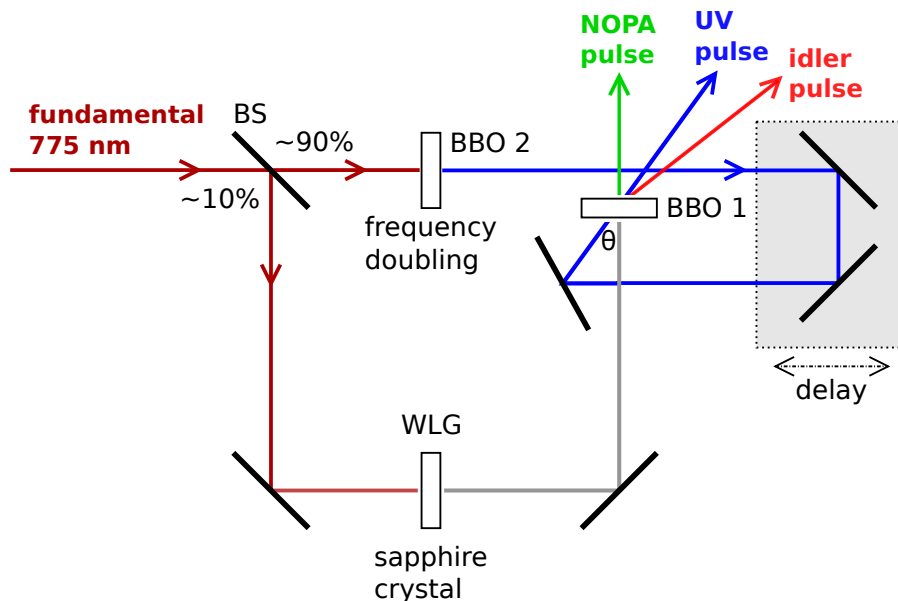 NOPA
pulse
UV
pulse
idler
pulse
fundamental
775 nm
BS
~90%
~10%
BBO 2
frequency
doubling
BBO 1
θ
delay
WLG
sapphire
crystal